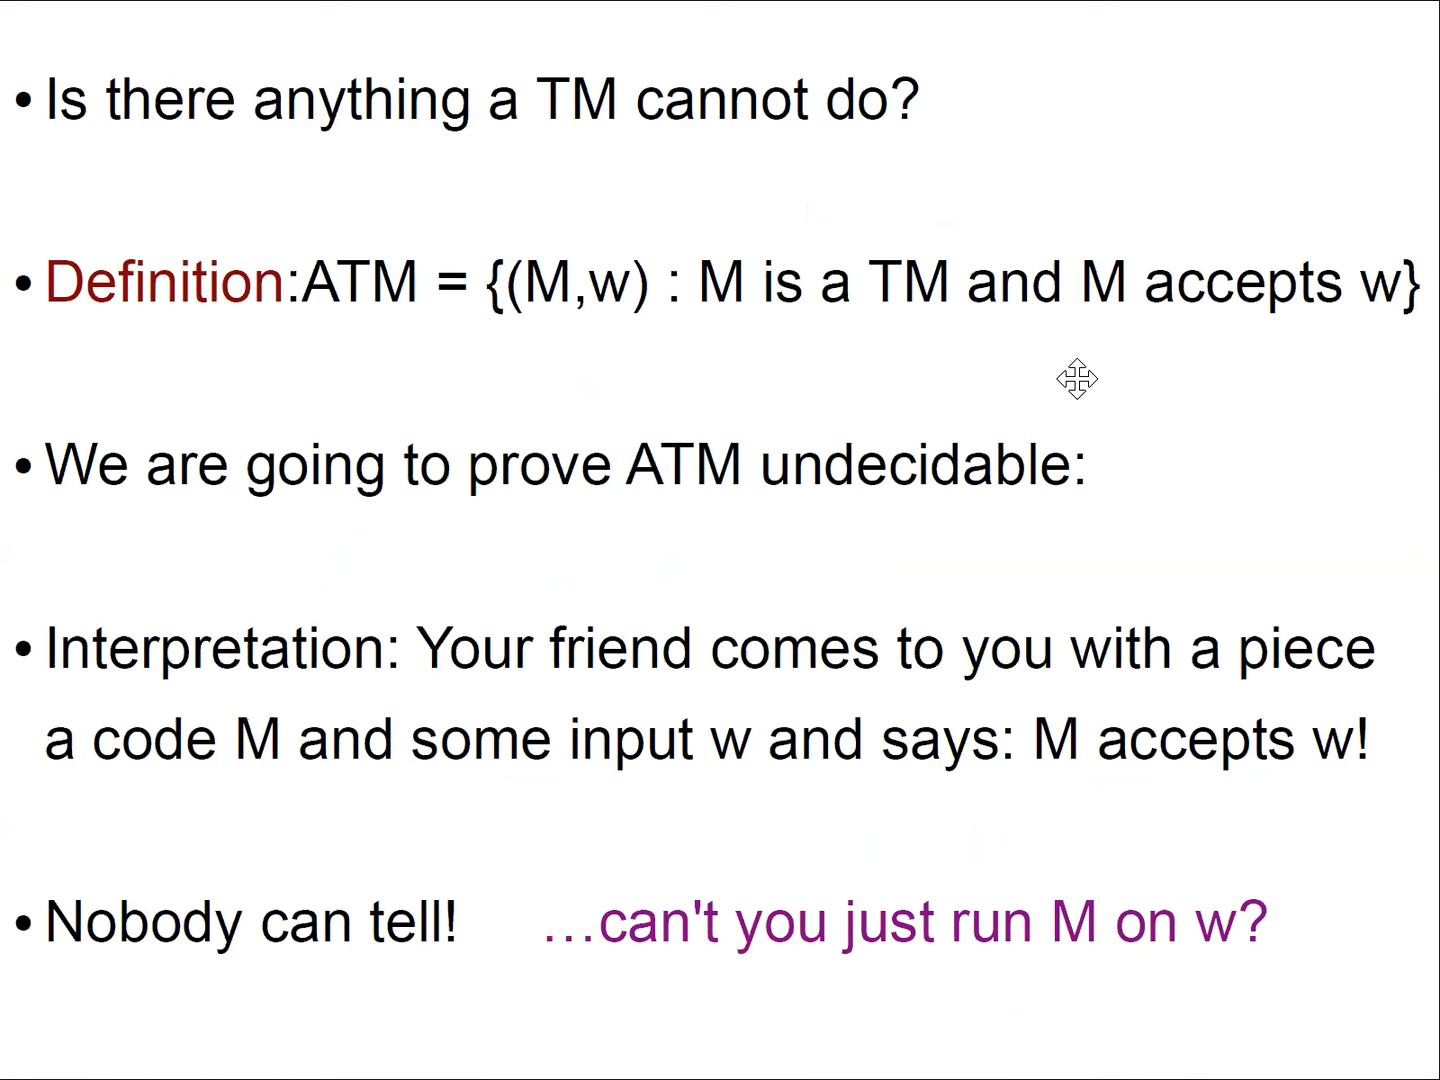 • Is there anything a TM cannot do?
• Definition:ATM = {(M,w) : M is a TM and M accepts w}
• We are going to prove ATM undecidable:
• Interpretation: Your friend comes to you with a piece
a code M and some input w and says: M accepts w!
• Nobody can tell! …can't you just run M on w?